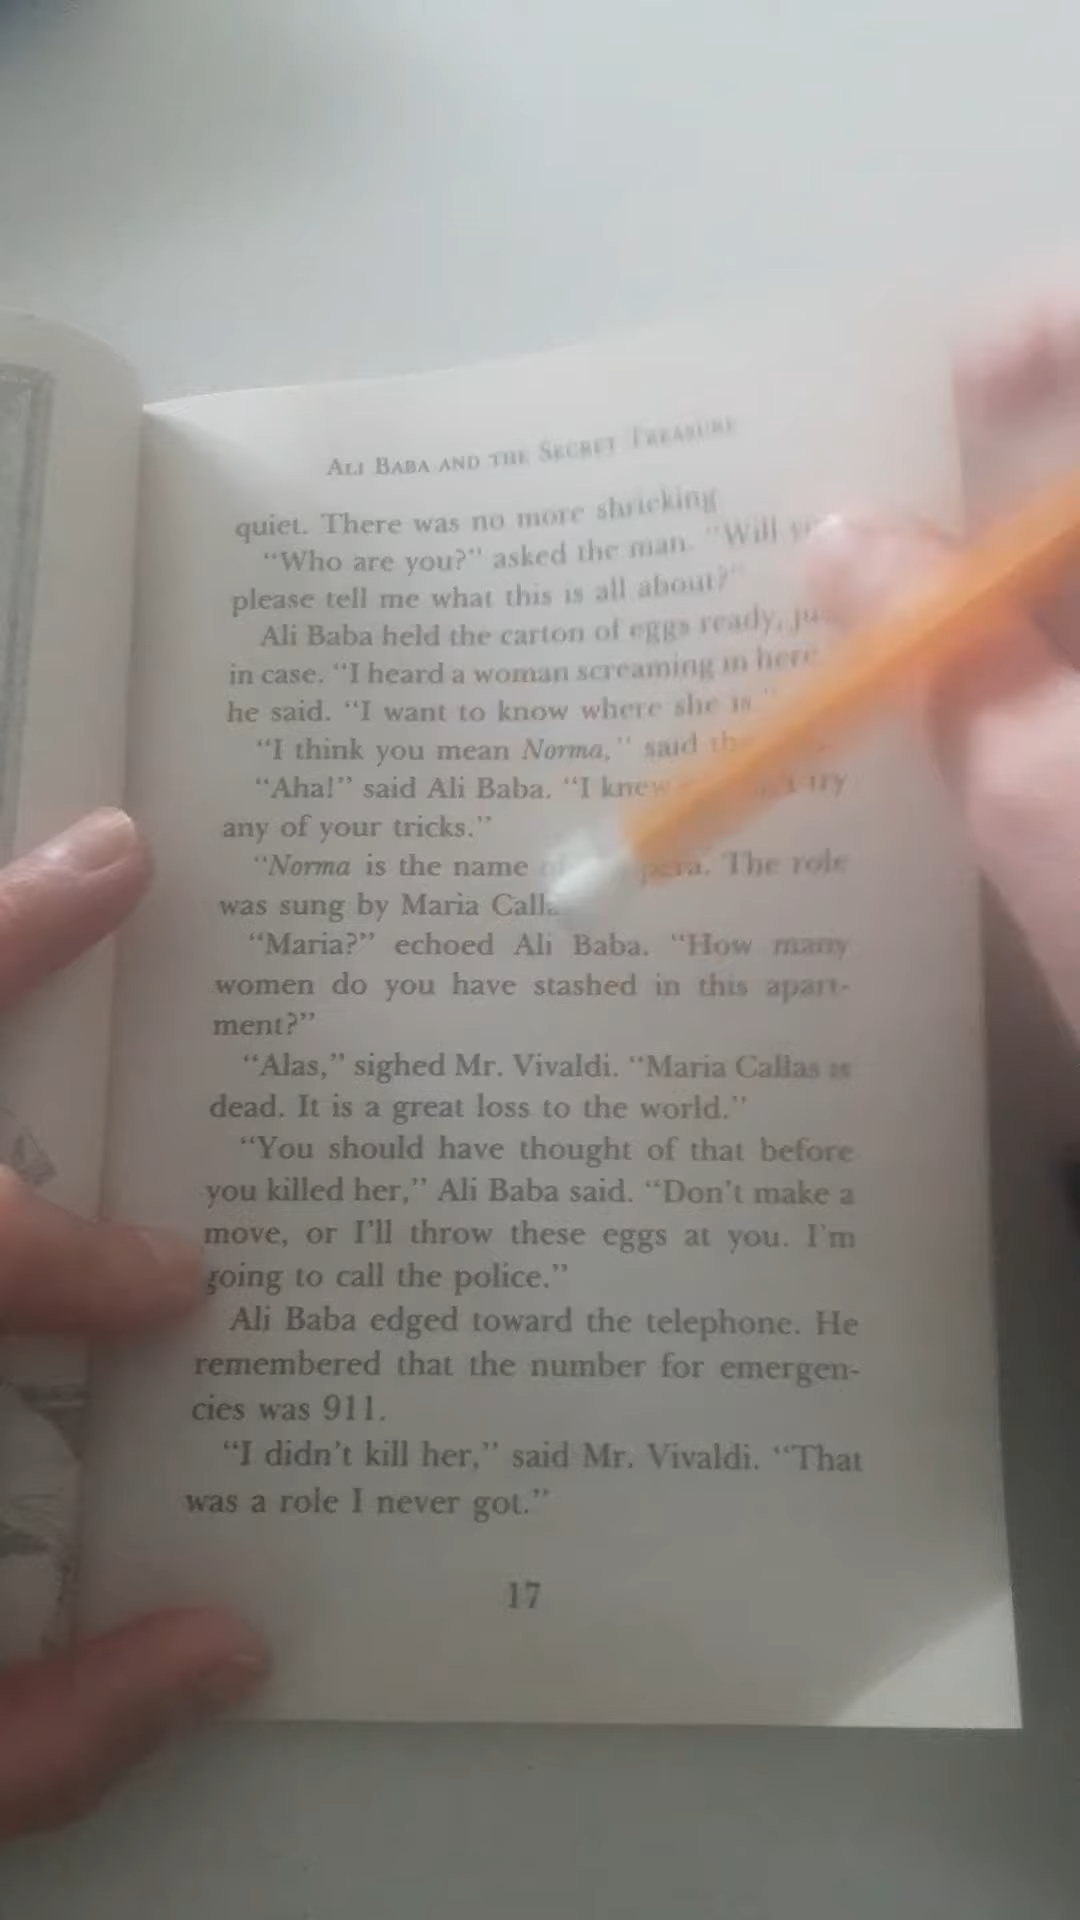 ALI BABA AND THE SECRET TREASURE
quiet. There was no more shrieking
“Who are you?” asked the man. “Will
please tell me what this is all about?”
Ali Baba held the carton of eggs ready,
in case. “I heard a woman screaming in here
he said. “I want to know where she is.”
“I think you mean Norma,” said
“Aha!” said Ali Baba. “I knew try
any of your tricks.”
“Norma is the name The role
was sung by Maria
“Maria?” echoed Ali Baba. “How many
women do you have stashed in this apart-
ment?”
“Alas,” sighed Mr. Vivaldi. “Maria Callas is
dead. It is a great loss to the world.”
“You should have thought of that before
you killed her,” Ali Baba said. “Don’t make a
move, or I’ll throw these eggs at you. I’m
going to call the police.”
Ali Baba edged toward the telephone. He
remembered that the number for emergen-
cies was 911.
“I didn’t kill her,” said Mr. Vivaldi. “That
was a role I never got.”
17